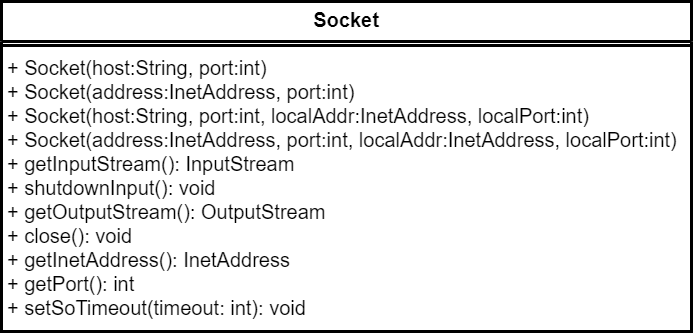 Socket
+ Socket(host:String, port:int)
+ Socket(address:InetAddress, port:int)
+ Socket(host:String, port:int, localAddr:InetAddress, localPort:int)
+ Socket(address:InetAddress, port:int, localAddr:InetAddress, localPort:int)
+ getInputStream(): InputStream
+ shutdownInput(): void
+ getOutputStream(): OutputStream
+ close(): void
+ getInetAddress(): InetAddress
+ getPort(): int
+ setSoTimeout(timeout: int): void